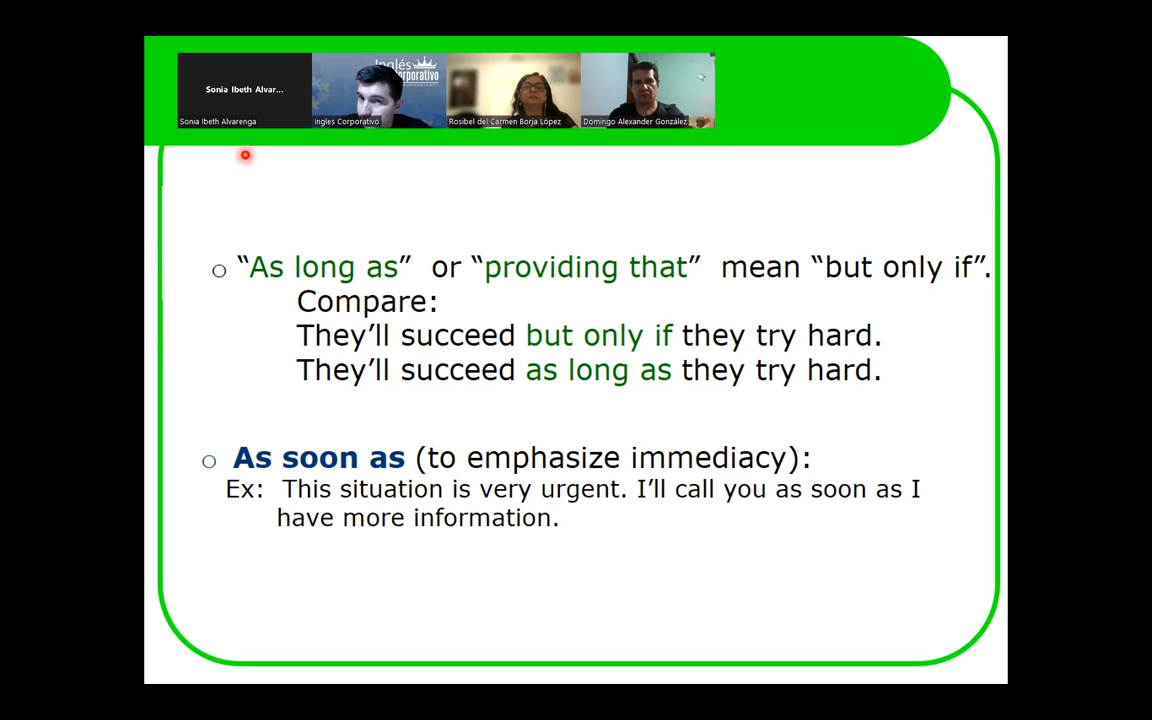 Sonia Ibeth Alvar...
Sonia Ibeth Alvarenga
Inglés
Corporativo
Ingles Corporativo
Rosibel del Carmen Borja López
Domingo Alexander González
“As long as” or “providing that” mean “but only if”.
Compare:
They’ll succeed but only if they try hard.
They’ll succeed as long as they try hard.
As soon as (to emphasize immediacy):
Ex: This situation is very urgent. I’ll call you as soon as I
have more information.